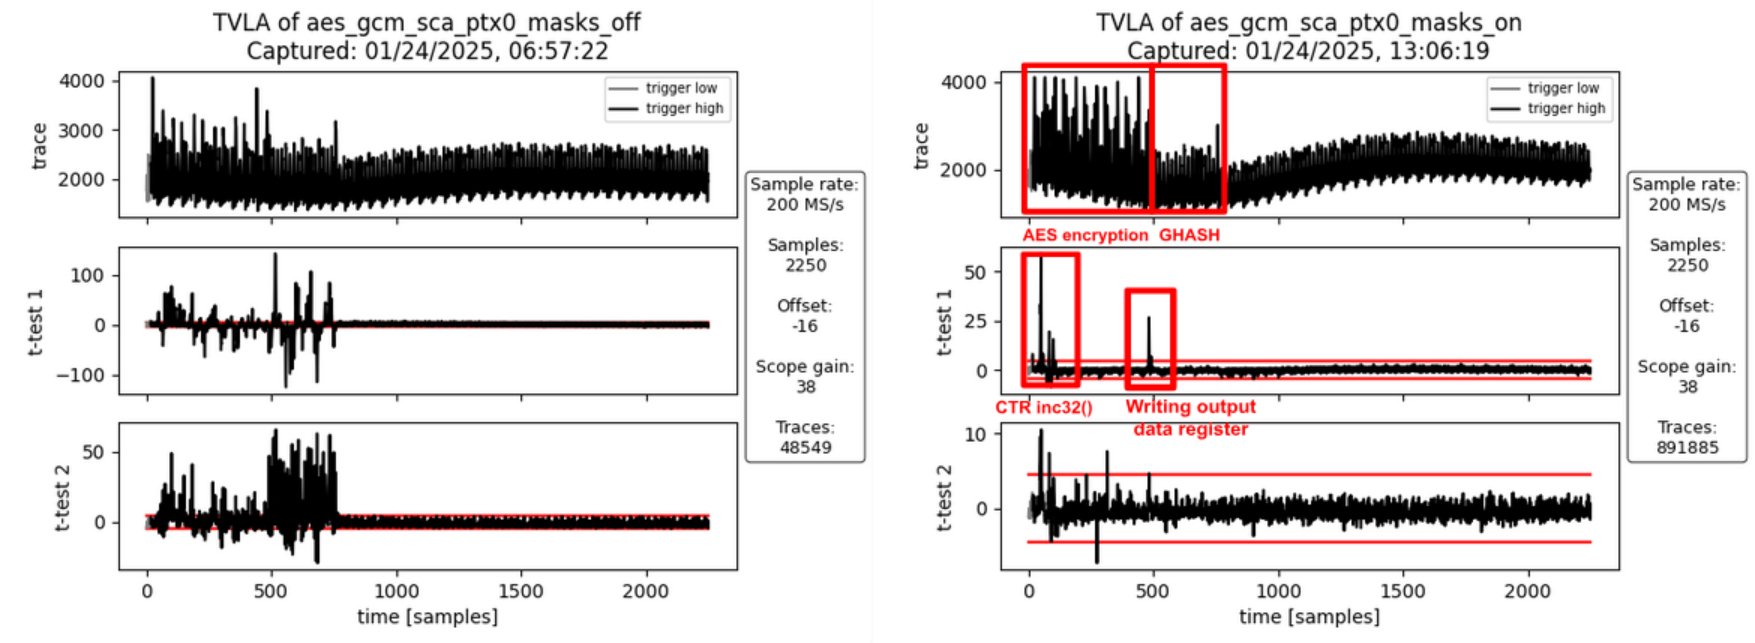 TVLA of aes_gcm_sca_ptx0_masks_off
Captured: 01/24/2025, 06:57:22
4000
3000
2000
trace
trigger low
trigger high
100
0
−100
t-test 1
50
0
t-test 2
0
500
1000
1500
2000
time [samples]
Sample rate:
200 MS/s
Samples:
2250
Offset:
-16
Scope gain:
38
Traces:
48549
TVLA of aes_gcm_sca_ptx0_masks_on
Captured: 01/24/2025, 13:06:19
4000
2000
trace
trigger low
trigger high
AES encryption
GHASH
50
25
0
t-test 1
CTR inc32()
Writing output
data register
10
0
t-test 2
0
500
1000
1500
2000
time [samples]
Sample rate:
200 MS/s
Samples:
2250
Offset:
-16
Scope gain:
38
Traces:
891885